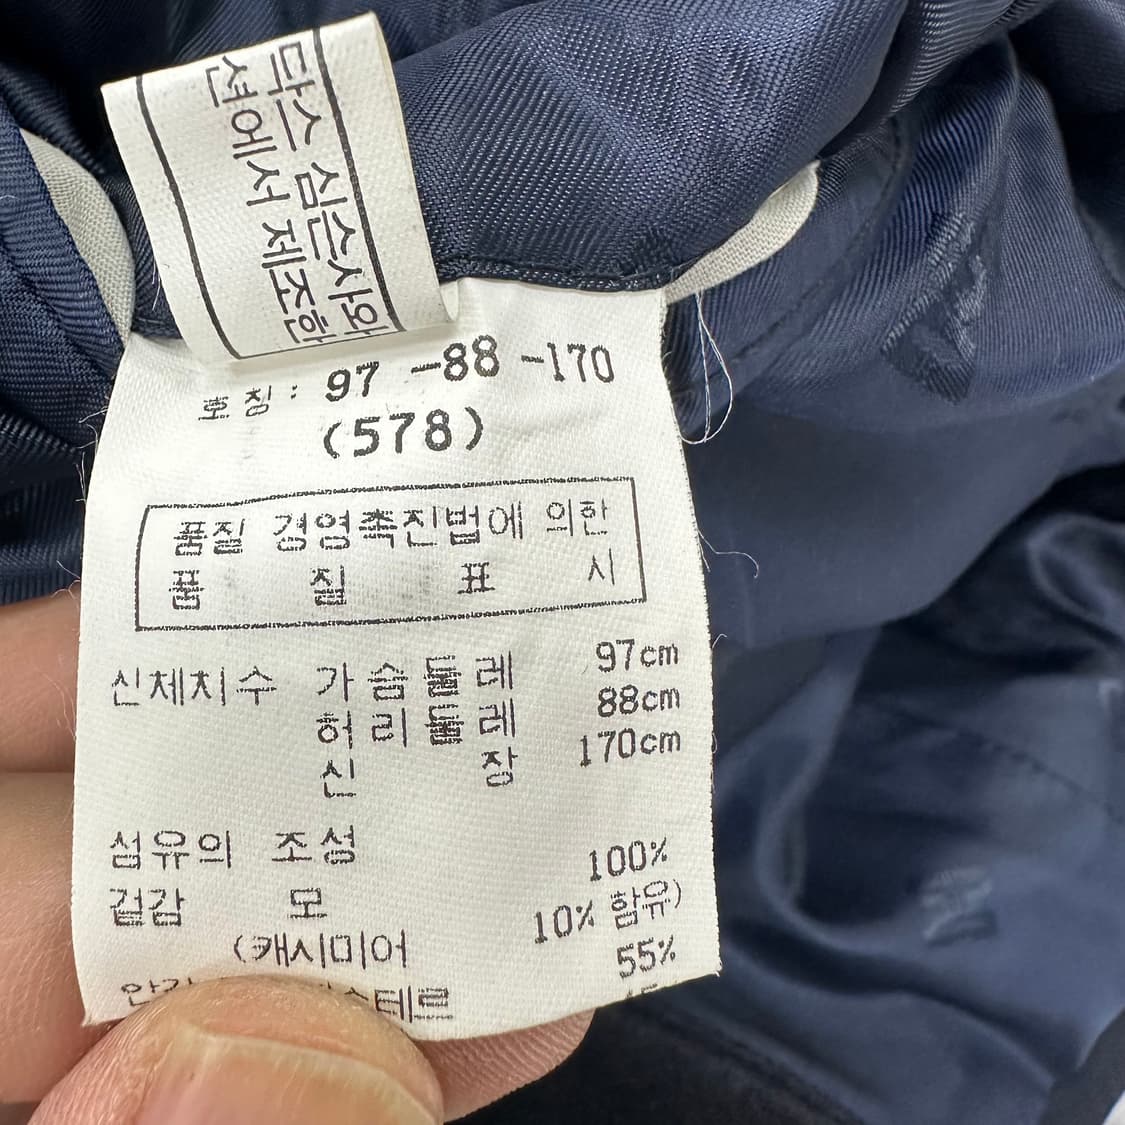 닥스 심슨사와
션에서 제조한
호칭: 97 -88 -170
(578)
품질 경영촉진법에 의한
품 질 표 시
신체치수 가슴둘레 97cm
허리둘레 88cm
신 장 170cm
섬유의 조성
겉감 모 100%
(캐시미어 10% 함유)
55%